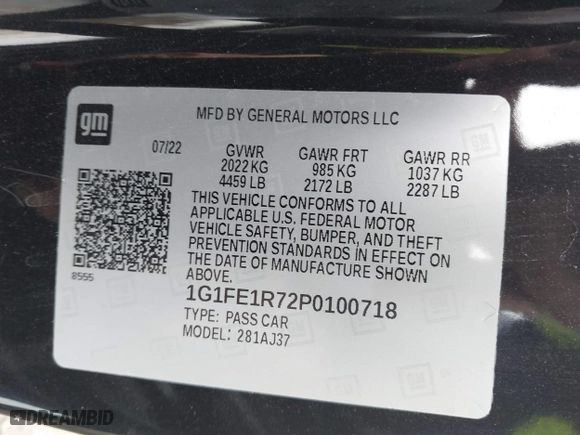 gm
MFD BY GENERAL MOTORS LLC
07/22 GVWR GAWR FRT GAWR RR
2022 KG 985 KG 1037 KG
4459 LB 2172 LB 2287 LB
THIS VEHICLE CONFORMS TO ALL
APPLICABLE U.S. FEDERAL MOTOR
VEHICLE SAFETY, BUMPER, AND THEFT
PREVENTION STANDARDS IN EFFECT ON
THE DATE OF MANUFACTURE SHOWN
ABOVE.
8555
1G1FE1R72P0100718
TYPE: PASS CAR
MODEL: 281AJ37
DREAMBID